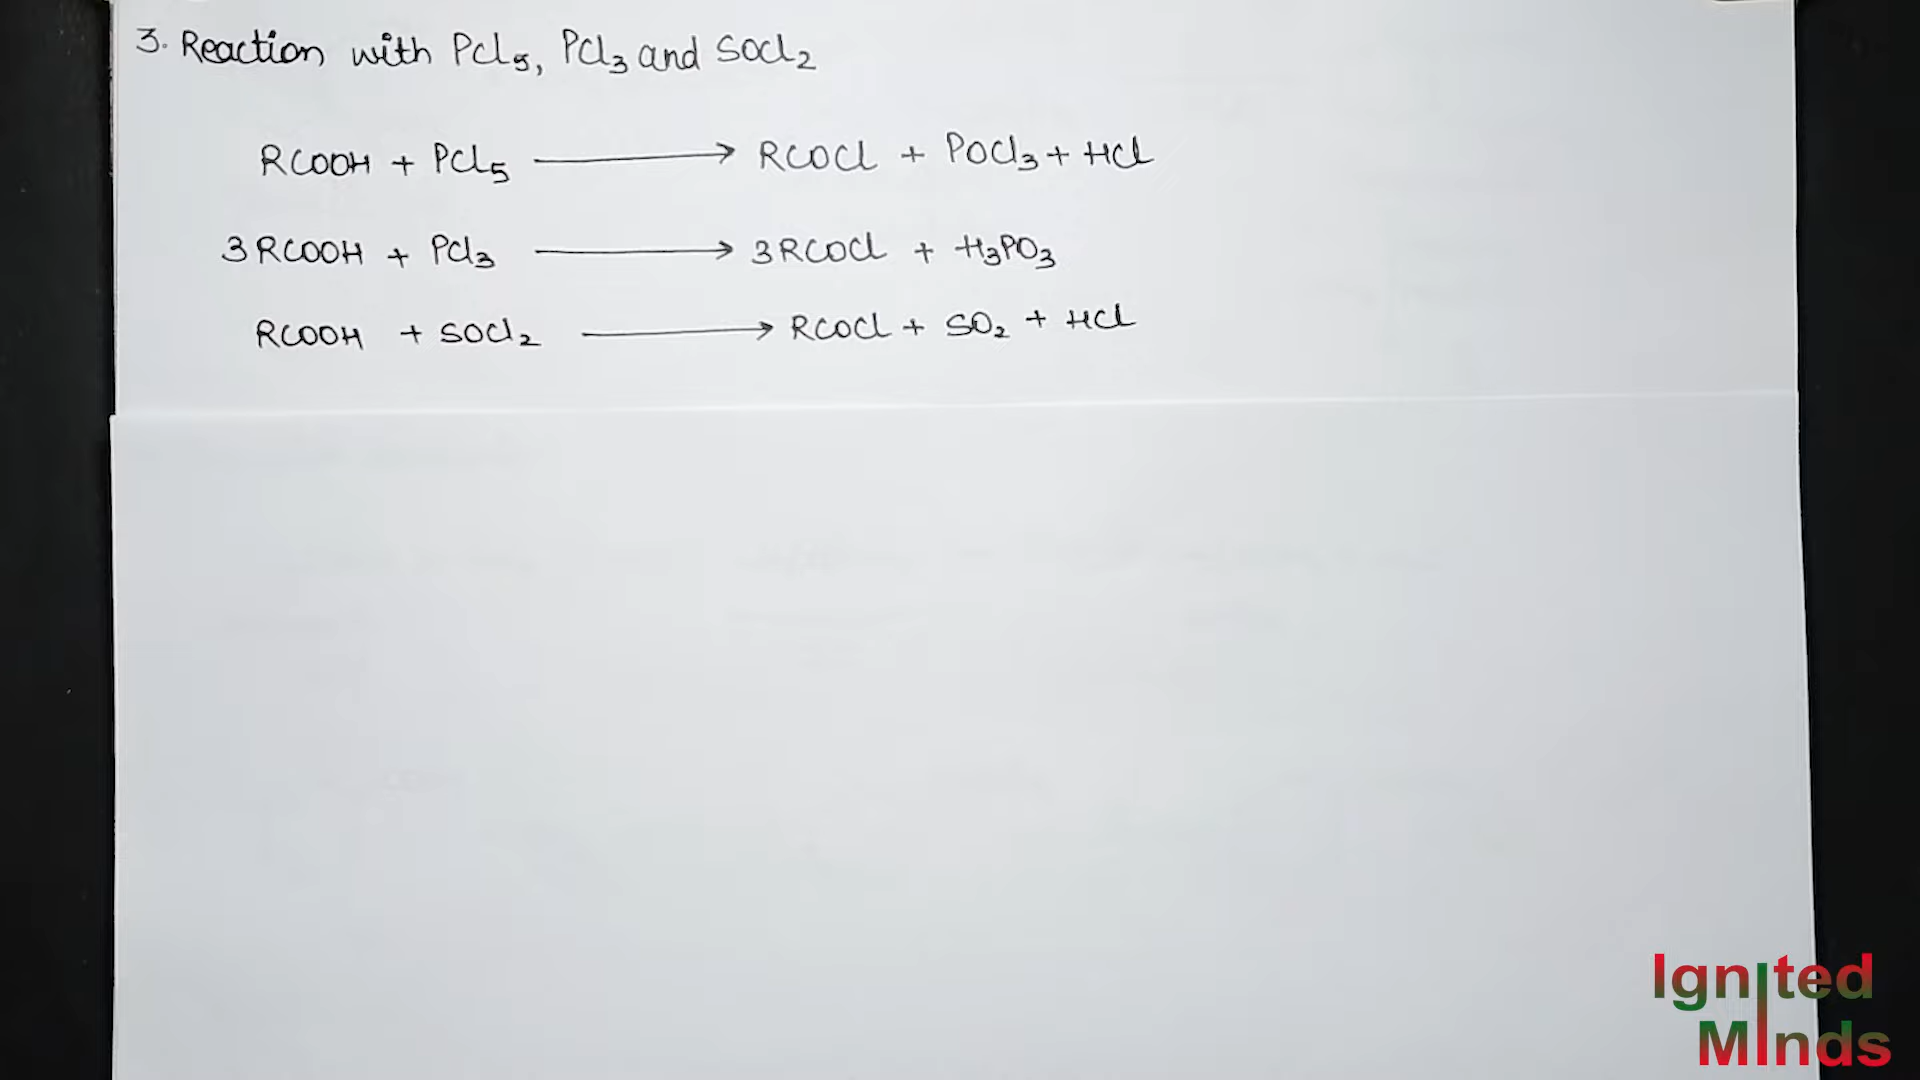 3. Reaction with PCl5, PCl3 and SOCl2
RCOOH + PCl5 ⟶ RCOCl + POCl3 + HCl
3RCOOH + PCl3 ⟶ 3RCOCl + H3PO3
RCOOH + SOCl2 ⟶ RCOCl + SO2 + HCl
Ignited
Minds